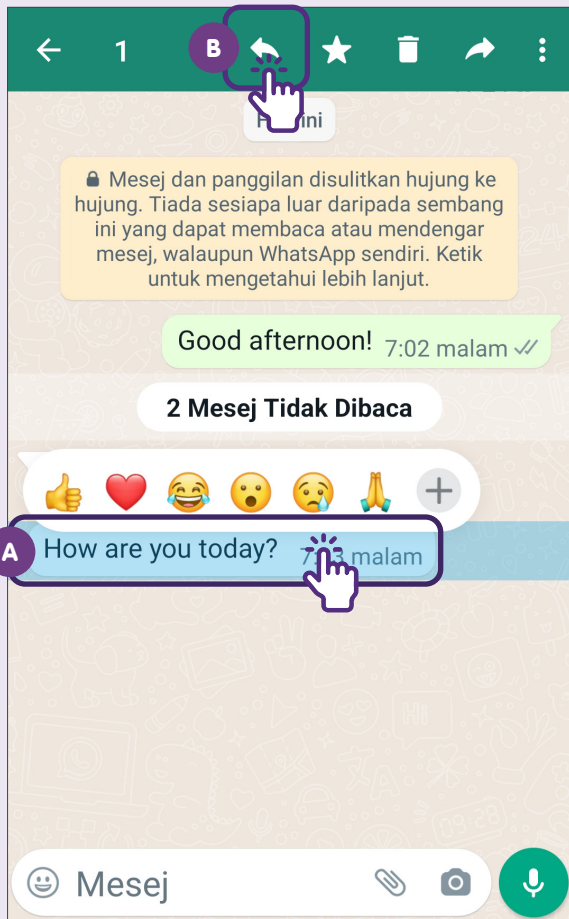 1
B
ini
Mesej dan panggilan disulitkan hujung ke
hujung. Tiada sesiapa luar daripada sembang
ini yang dapat membaca atau mendengar
mesej, walaupun WhatsApp sendiri. Ketik
untuk mengetahui lebih lanjut.
Good afternoon! 7:02 malam
2 Mesej Tidak Dibaca
A
How are you today? malam
Mesej